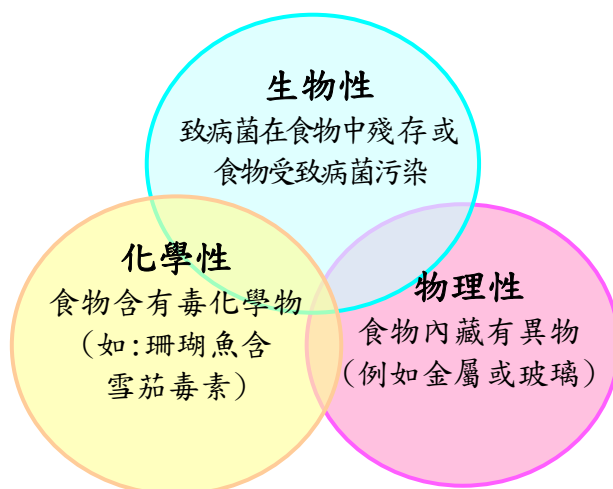 生物性
致病菌在食物中殘存或
食物受致病菌污染
化學性
食物含有毒化學物
（如:珊瑚魚含
雪茄毒素）
物理性
食物內藏有異物
（例如金屬或玻璃）